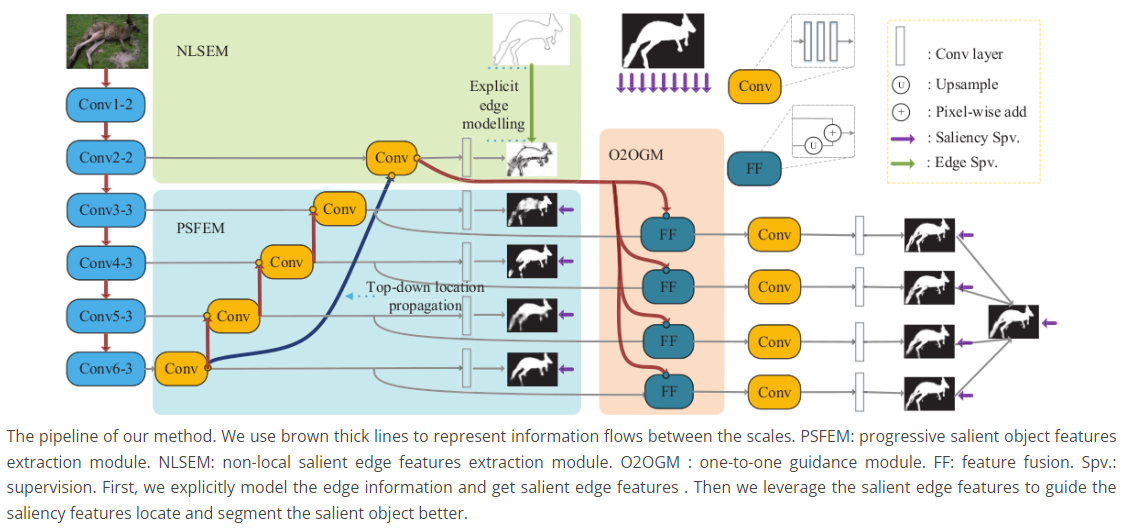 NLSEM
Explicit
edge
modelling
Conv1-2
Conv2-2
Conv3-3
Conv4-3
Conv5-3
Conv6-3
Conv
PSFEM
Conv
Conv
Conv
Conv
Top-down location
propagation
O2OGM
FF
FF
FF
FF
Conv
Conv
Conv
Conv
Conv
FF
U
+
U : Upsample
: Conv layer
+ : Pixel-wise add
: Saliency Spv.
: Edge Spv.
The pipeline of our method. We use brown thick lines to represent information flows between the scales. PSFEM: progressive salient object features
extraction module. NLSEM: non-local salient edge features extraction module. O2OGM : one-to-one guidance module. FF: feature fusion. Spv.:
supervision. First, we explicitly model the edge information and get salient edge features . Then we leverage the salient edge features to guide the
saliency features locate and segment the salient object better.